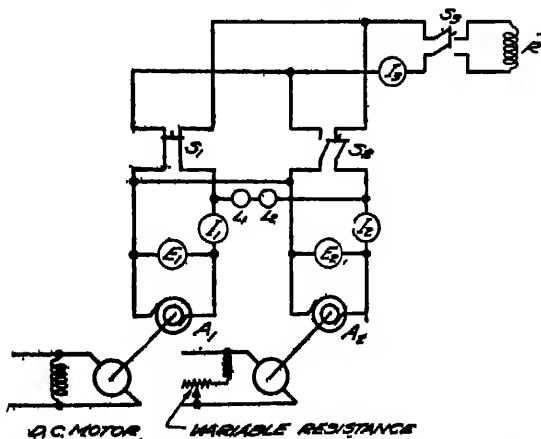 S3
I3
R
S1
S2
L1 L2
I1
I2
E1
E2
A1
A2
D.C. MOTOR
VARIABLE RESISTANCE